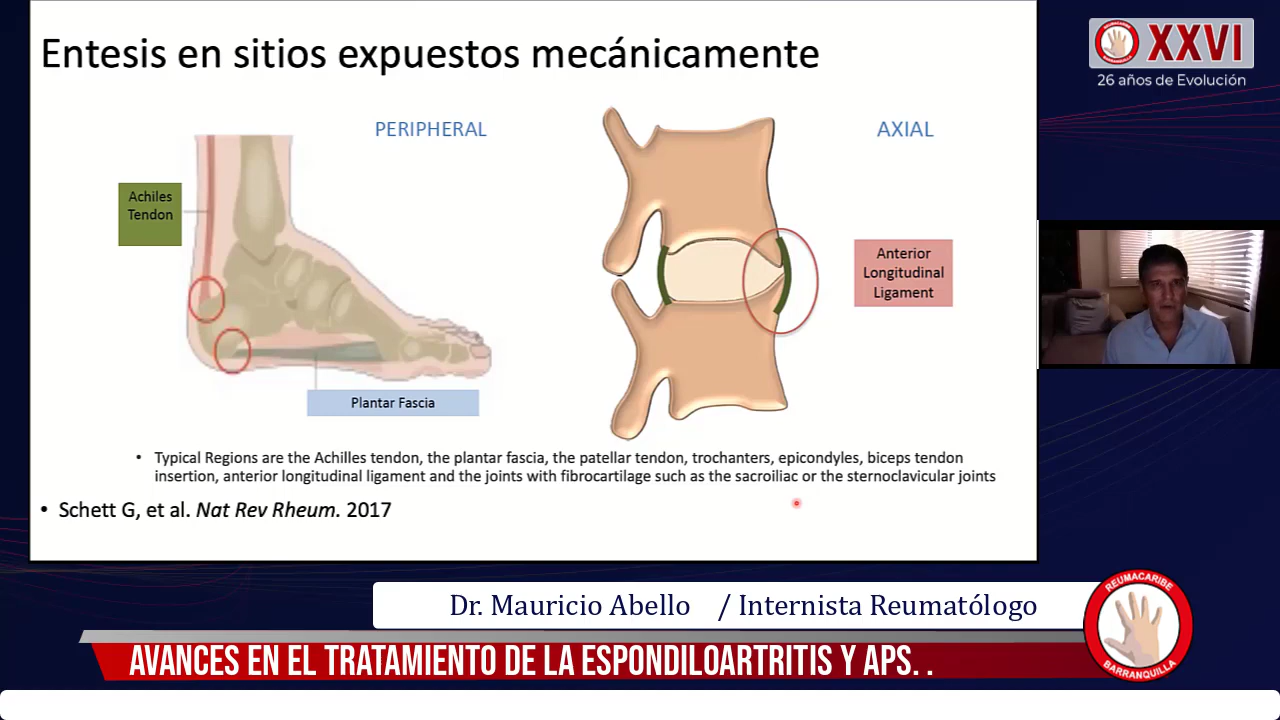 Entesis en sitios expuestos mecánicamente
PERIPHERAL
AXIAL
Achiles
Tendon
Anterior
Longitudinal
Ligament
Plantar Fascia
• Typical Regions are the Achilles tendon, the plantar fascia, the patellar tendon, trochanters, epicondyles, biceps tendon
insertion, anterior longitudinal ligament and the joints with fibrocartilage such as the sacroiliac or the sternoclavicular joints
• Schett G, et al. Nat Rev Rheum. 2017
XXVI
26 años de Evolución
Dr. Mauricio Abello / Internista Reumatólogo
AVANCES EN EL TRATAMIENTO DE LA ESPONDILOARTRITIS Y APS. .
REUMACARIBE
BARRANQUILLA